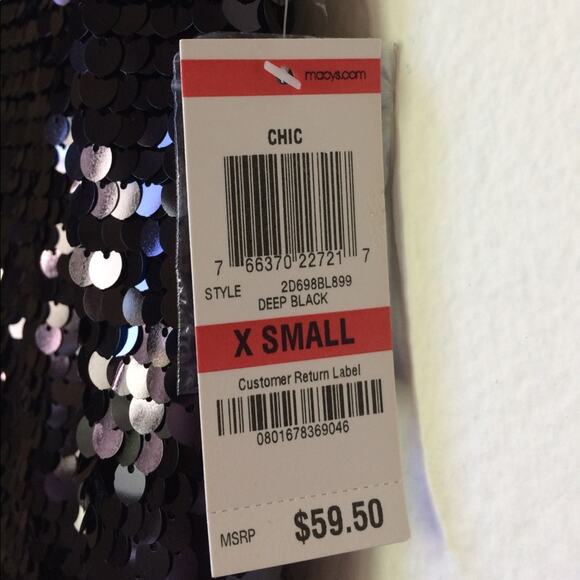 macys.com
CHIC
7 66370 22721 7
STYLE 2D698BL899
DEEP BLACK
X SMALL
Customer Return Label
0801678369046
MSRP $59.50